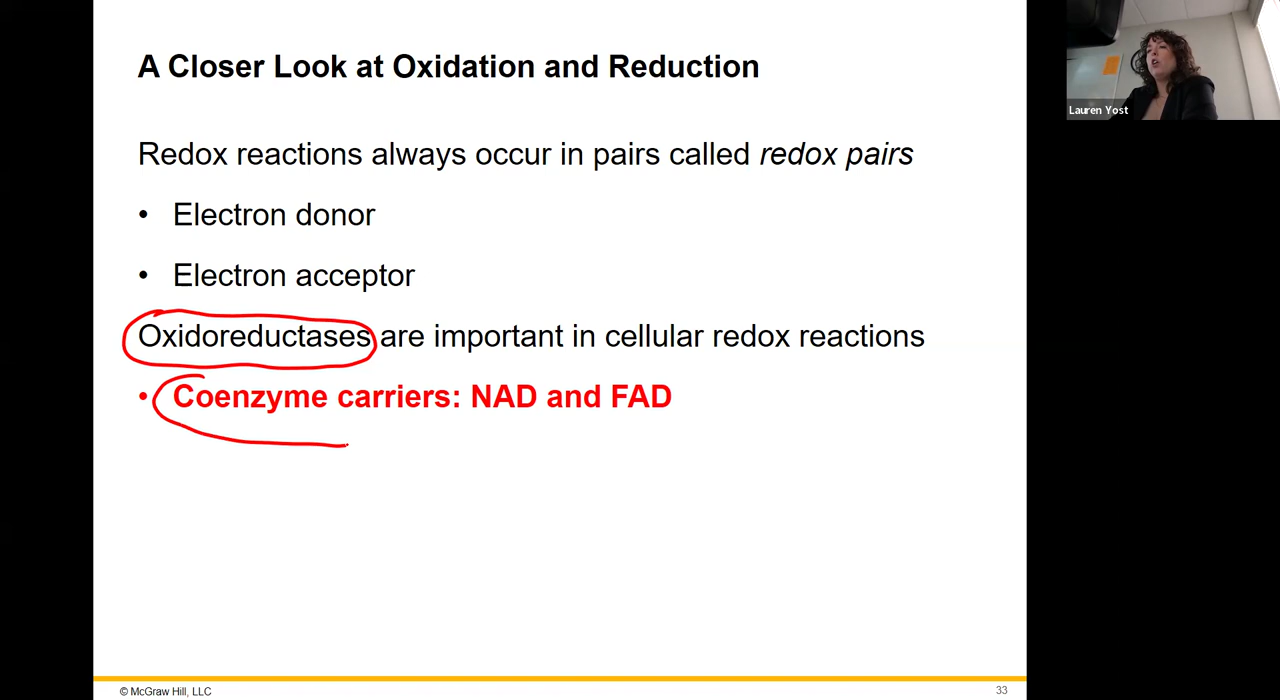 A Closer Look at Oxidation and Reduction
Redox reactions always occur in pairs called redox pairs
• Electron donor
• Electron acceptor
Oxidoreductases are important in cellular redox reactions
• Coenzyme carriers: NAD and FAD
© McGraw Hill, LLC
33
Lauren Yost